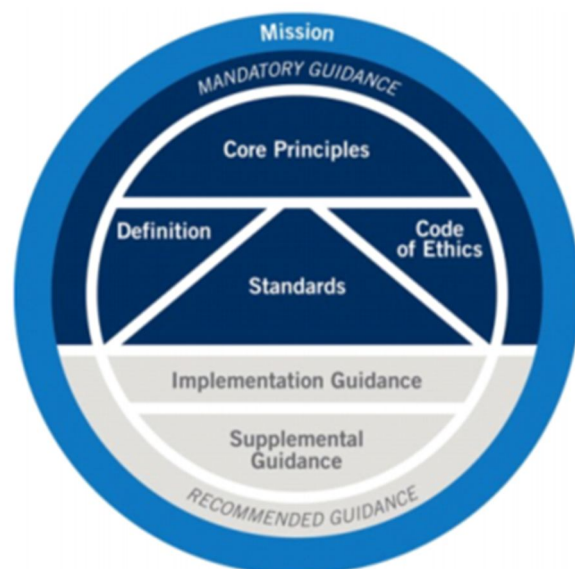 Mission
MANDATORY GUIDANCE
Core Principles
Definition
Code
of Ethics
Standards
Implementation Guidance
Supplemental
Guidance
RECOMMENDED GUIDANCE